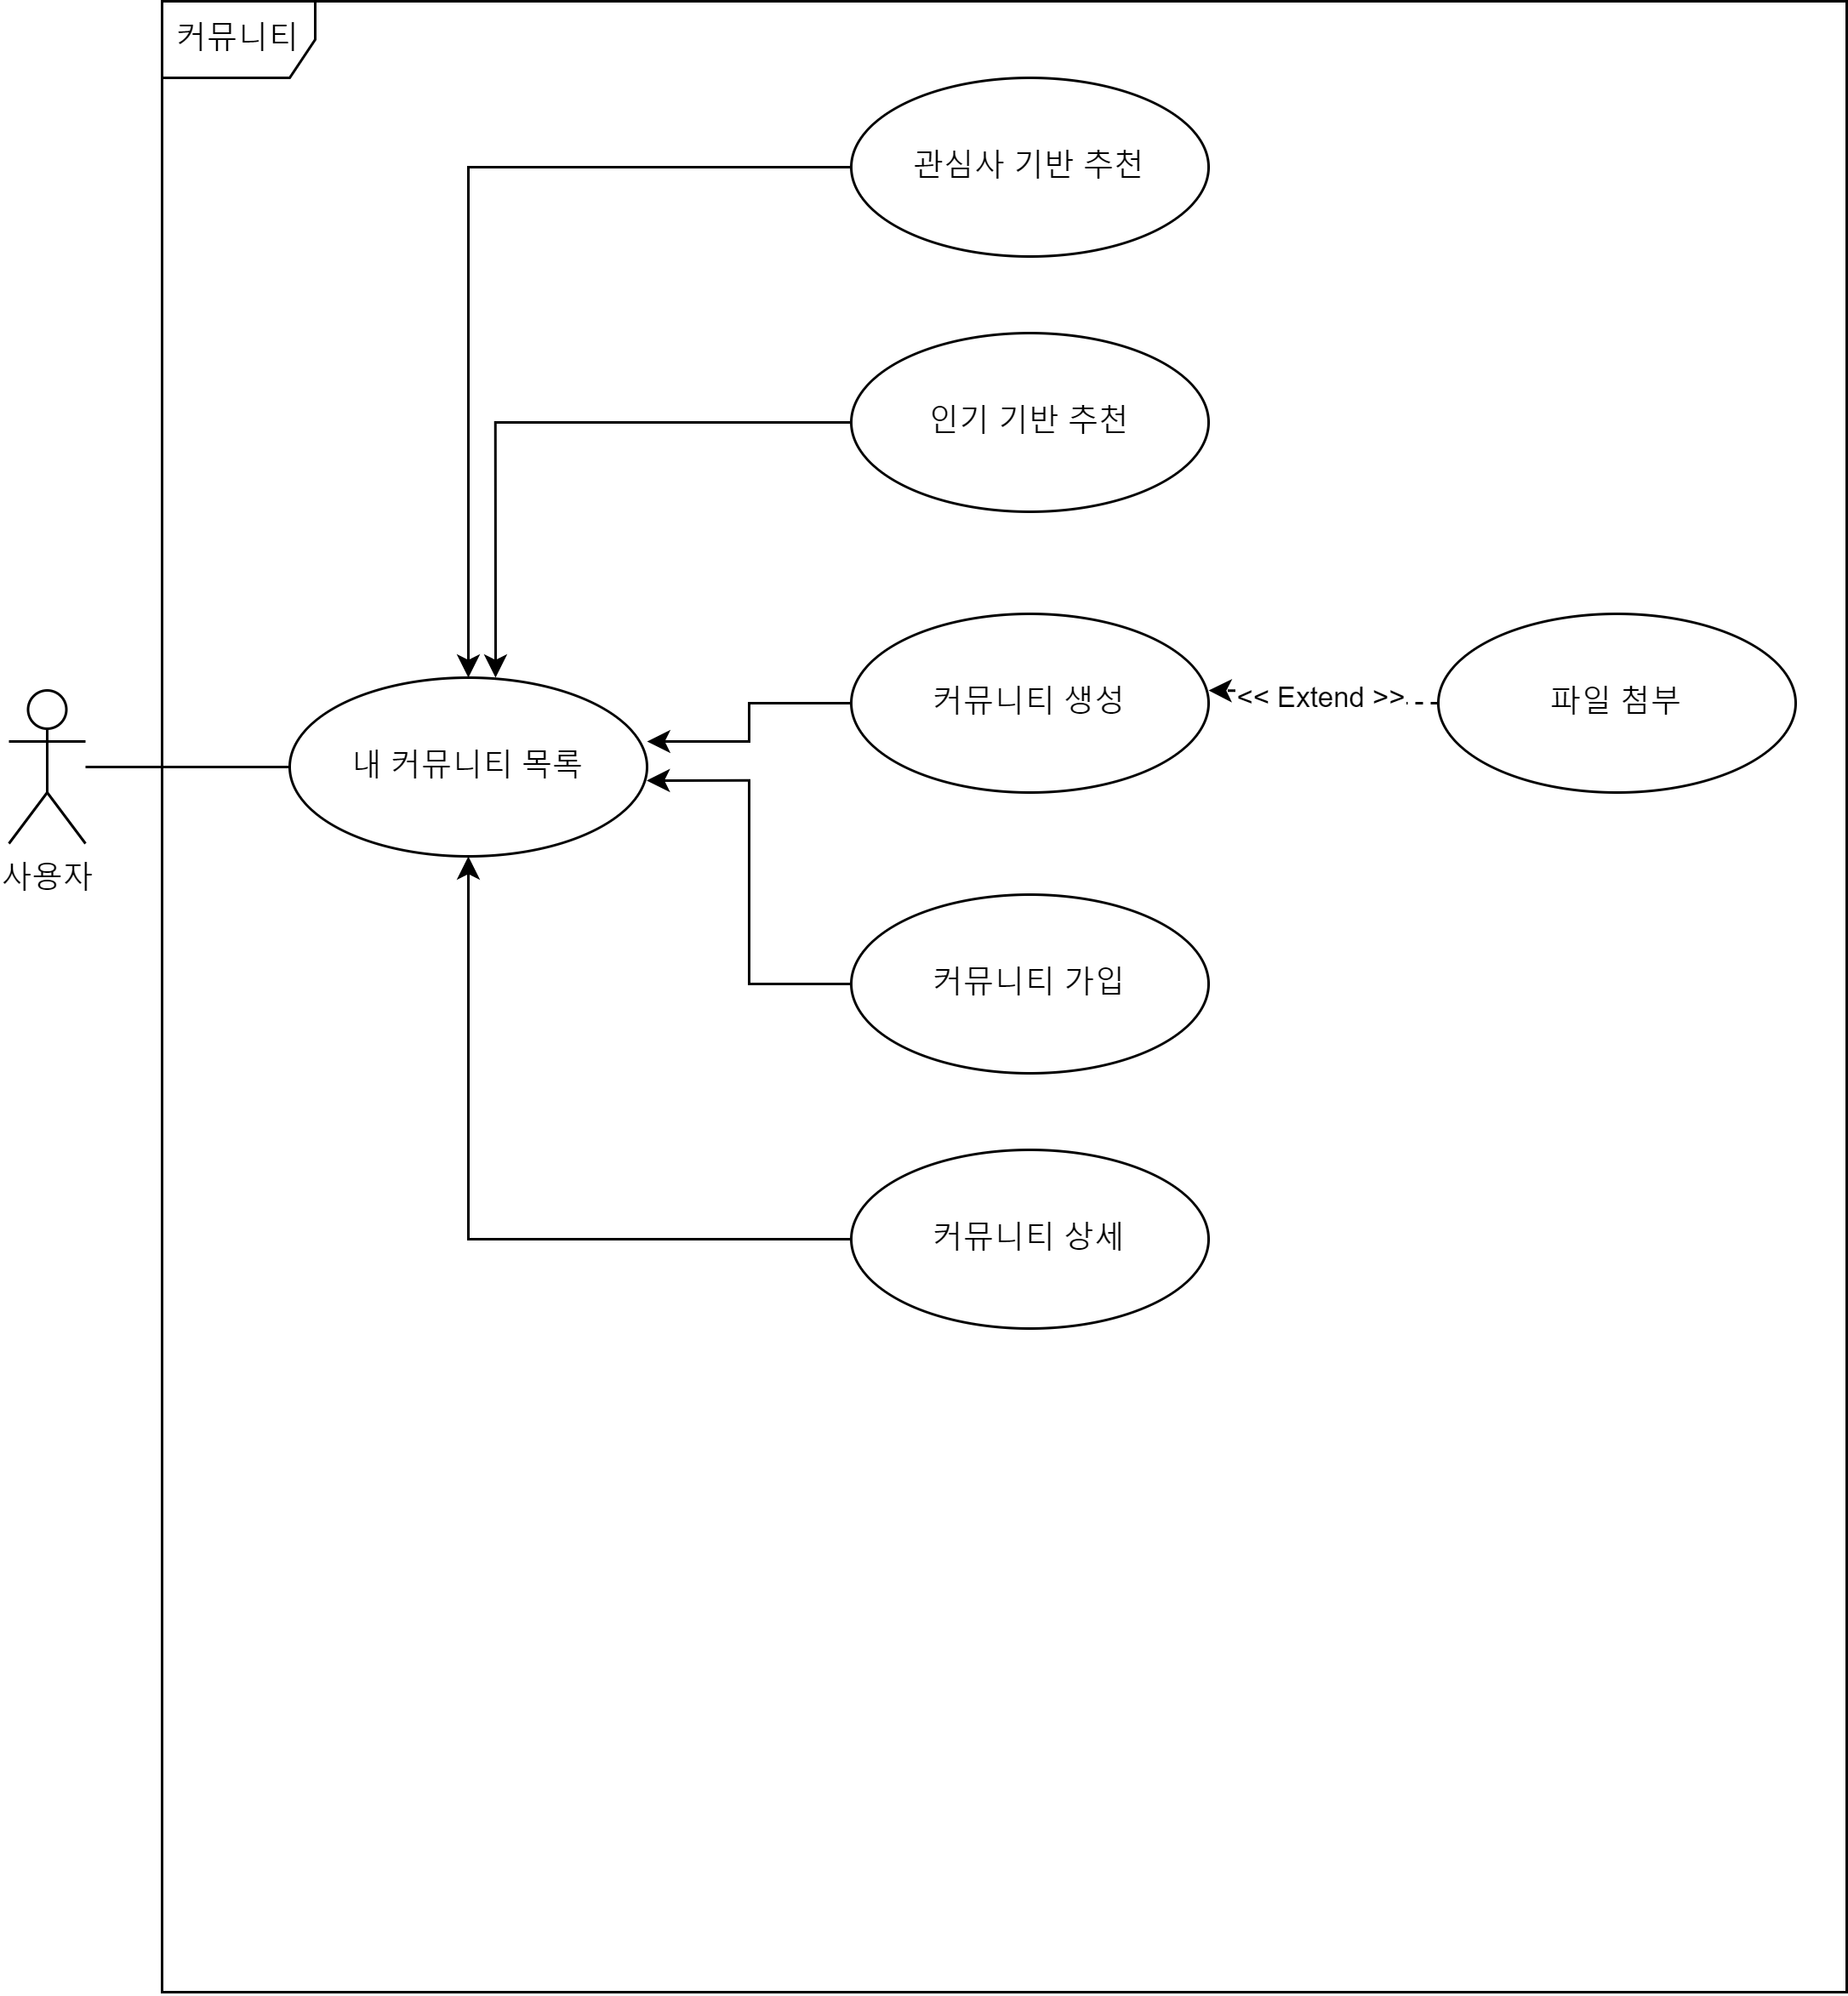 커뮤니티
관심사 기반 추천
인기 기반 추천
커뮤니티 생성
<< Extend >>
파일 첨부
내 커뮤니티 목록
사용자
커뮤니티 가입
커뮤니티 상세